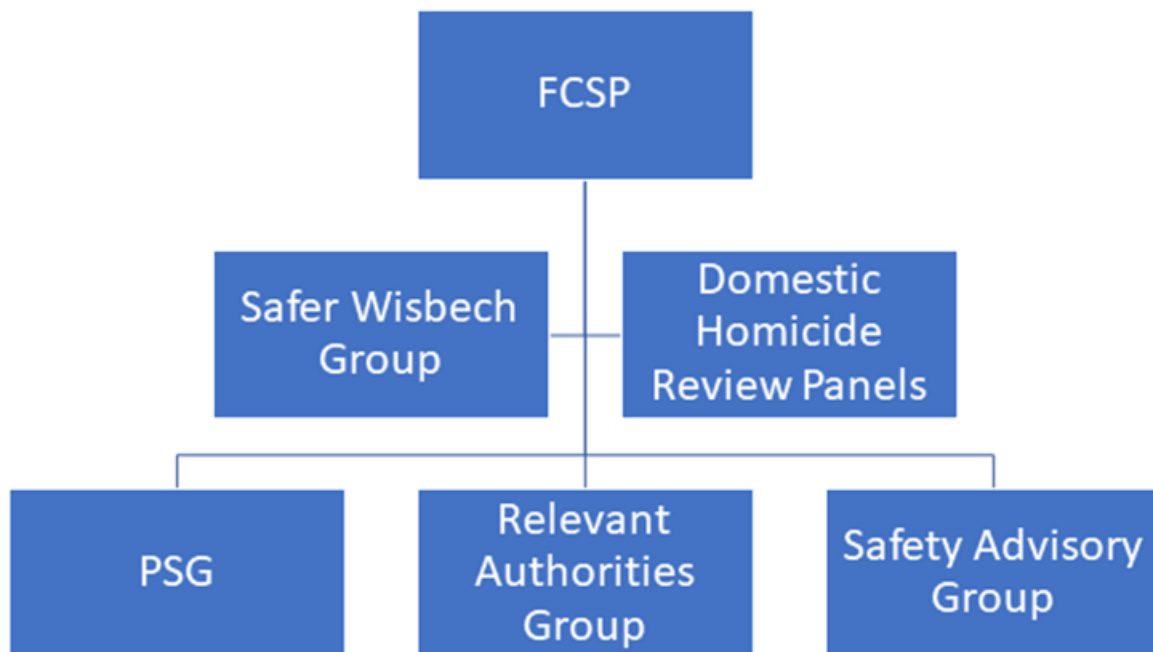 FCSP
Safer Wisbech
Group
Domestic
Homicide
Review Panels
PSG
Relevant
Authorities
Group
Safety Advisory
Group